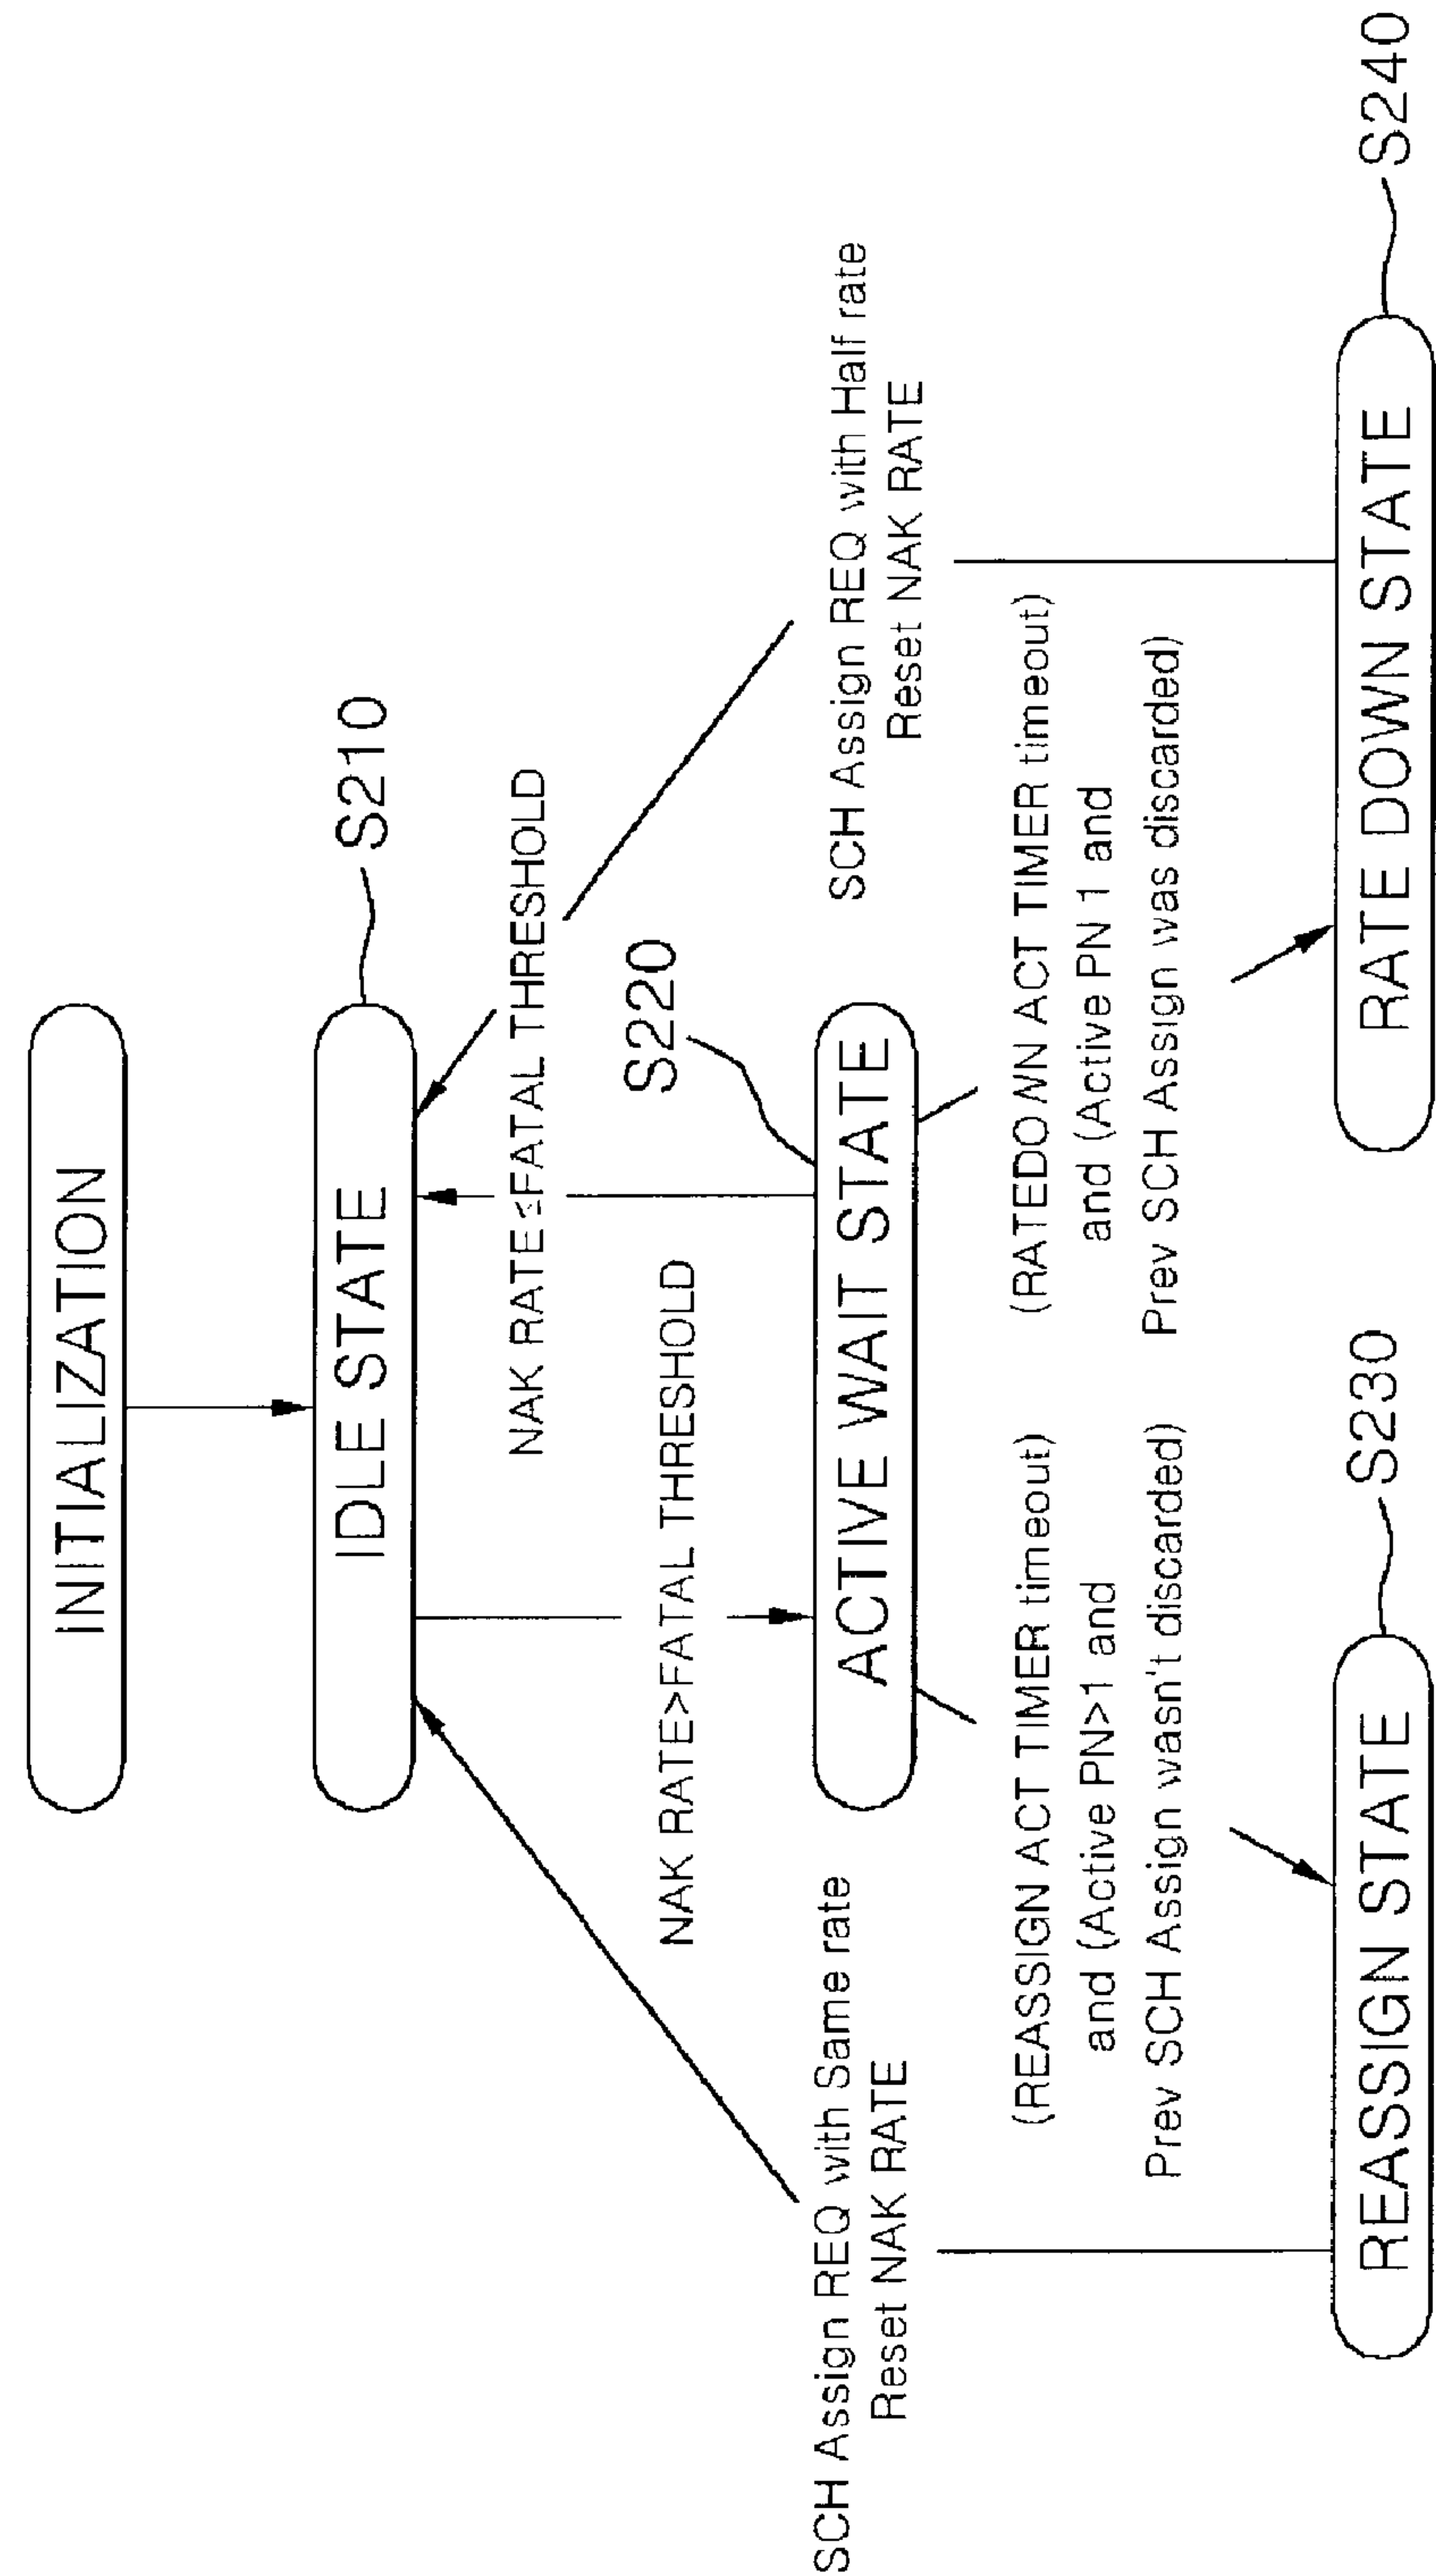 INITIALIZATION
IDLE STATE
S210
NAK RATE≤FATAL THRESHOLD
S220
NAK RATE>FATAL THRESHOLD
ACTIVE WAIT STATE
SCH Assign REQ with Same rate
Reset NAK RATE
SCH Assign REQ with Half rate
Reset NAK RATE
(REASSIGN ACT TIMER timeout)
and (Active PN>1 and
Prev SCH Assign wasn't discarded)
(RATEDOWN ACT TIMER timeout)
and (Active PN 1 and
Prev SCH Assign was discarded)
REASSIGN STATE
S230
RATE DOWN STATE
S240